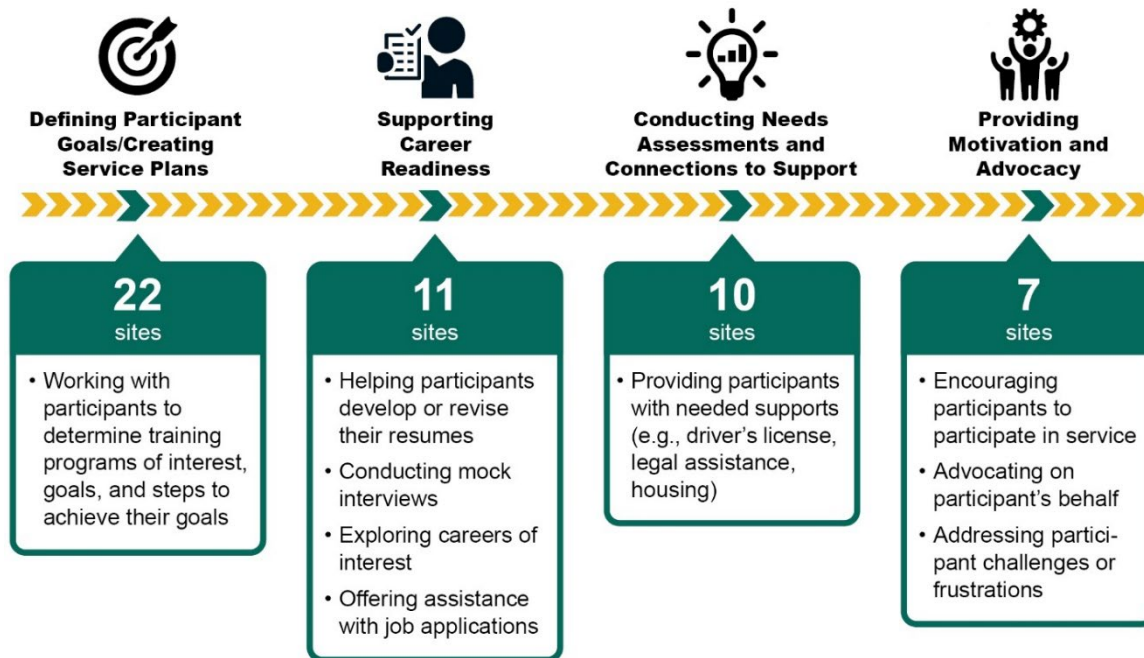 Defining Participant
Goals/Creating
Service Plans
22
sites
• Working with
participants to
determine training
programs of interest,
goals, and steps to
achieve their goals
Supporting
Career
Readiness
11
sites
• Helping participants
develop or revise
their resumes
• Conducting mock
interviews
• Exploring careers of
interest
• Offering assistance
with job applications
Conducting Needs
Assessments and
Connections to Support
10
sites
• Providing participants
with needed supports
(e.g., driver’s license,
legal assistance,
housing)
Providing
Motivation and
Advocacy
7
sites
• Encouraging
participants to
participate in service
• Advocating on
participant’s behalf
• Addressing partici-
pant challenges or
frustrations